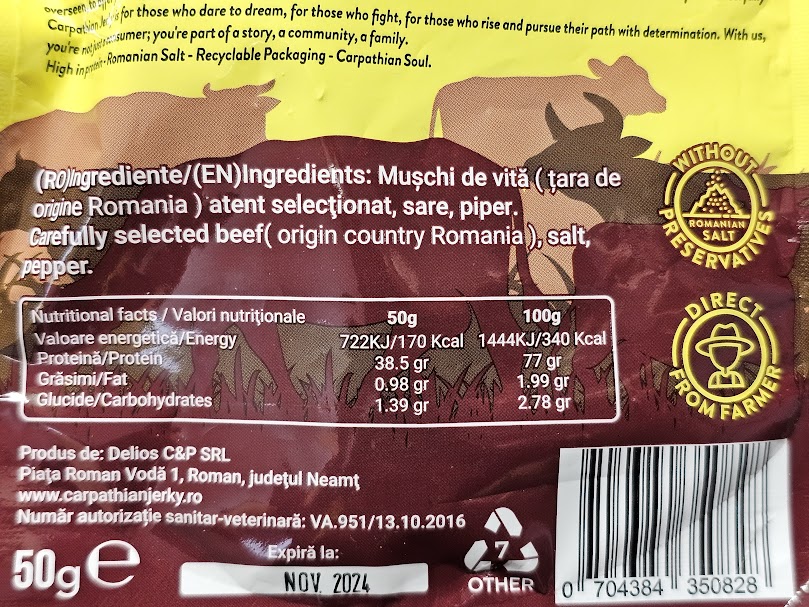 overseen, to
Carpathian Jerky is for those who dare to dream, for those who fight, for those who rise and pursue their path with determination. With us,
you're not just a consumer; you're part of a story, a community, a family.
High in protein - Romanian Salt - Recyclable Packaging - Carpathian Soul.
(RO)Ingrediente/(EN)Ingredients: Mușchi de vită ( țara de
origine Romania ) atent selecționat, sare, piper.
Carefully selected beef( origin country Romania ), salt,
pepper.
WITHOUT
ROMANIAN
SALT
PRESERVATIVES
Nutritional facts / Valori nutriționale 50g 100g
Valoare energetică/Energy 722KJ/170 Kcal 1444KJ/340 Kcal
Proteină/Protein 38.5 gr 77 gr
Grăsimi/Fat 0.98 gr 1.99 gr
Glucide/Carbohydrates 1.39 gr 2.78 gr
DIRECT
FROM FARMER
Produs de: Delios C&P SRL
Piața Roman Vodă 1, Roman, județul Neamț
www.carpathianjerky.ro
Număr autorizație sanitar-veterinară: VA.951/13.10.2016
50g e
Expiră la:
NOV 2024
7
OTHER
0 704384 350828